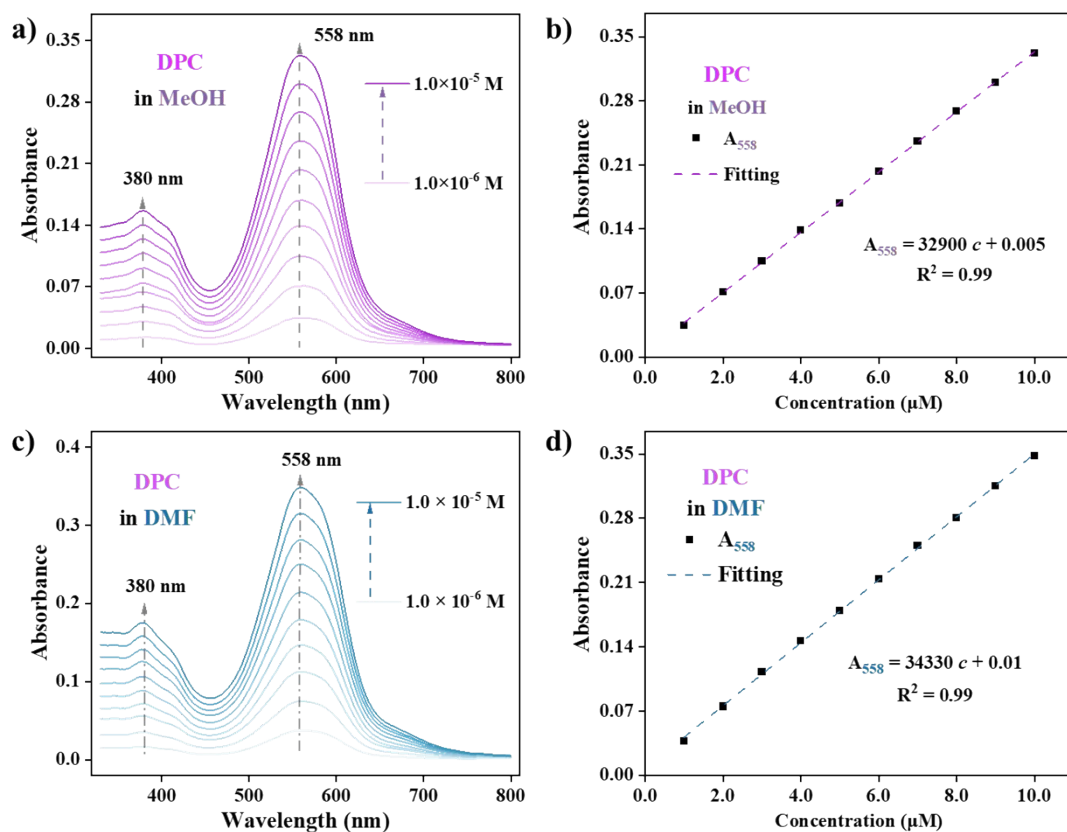 a)
558 nm
DPC
in MeOH
1.0×10⁻⁵ M
1.0×10⁻⁶ M
380 nm
Absorbance
0.35
0.28
0.21
0.14
0.07
0.00
400 500 600 700 800
Wavelength (nm)
b)
DPC
in MeOH
A₅₅₈
Fitting
A₅₅₈ = 32900 c + 0.005
R² = 0.99
Absorbance
0.35
0.28
0.21
0.14
0.07
0.00
0.0 2.0 4.0 6.0 8.0 10.0
Concentration (μM)
c)
558 nm
DPC
in DMF
1.0 × 10⁻⁵ M
1.0 × 10⁻⁶ M
380 nm
Absorbance
0.4
0.3
0.2
0.1
0.0
400 500 600 700 800
Wavelength (nm)
d)
DPC
in DMF
A₅₅₈
Fitting
A₅₅₈ = 34330 c + 0.01
R² = 0.99
Absorbance
0.35
0.28
0.21
0.14
0.07
0.00
0.0 2.0 4.0 6.0 8.0 10.0
Concentration (μM)